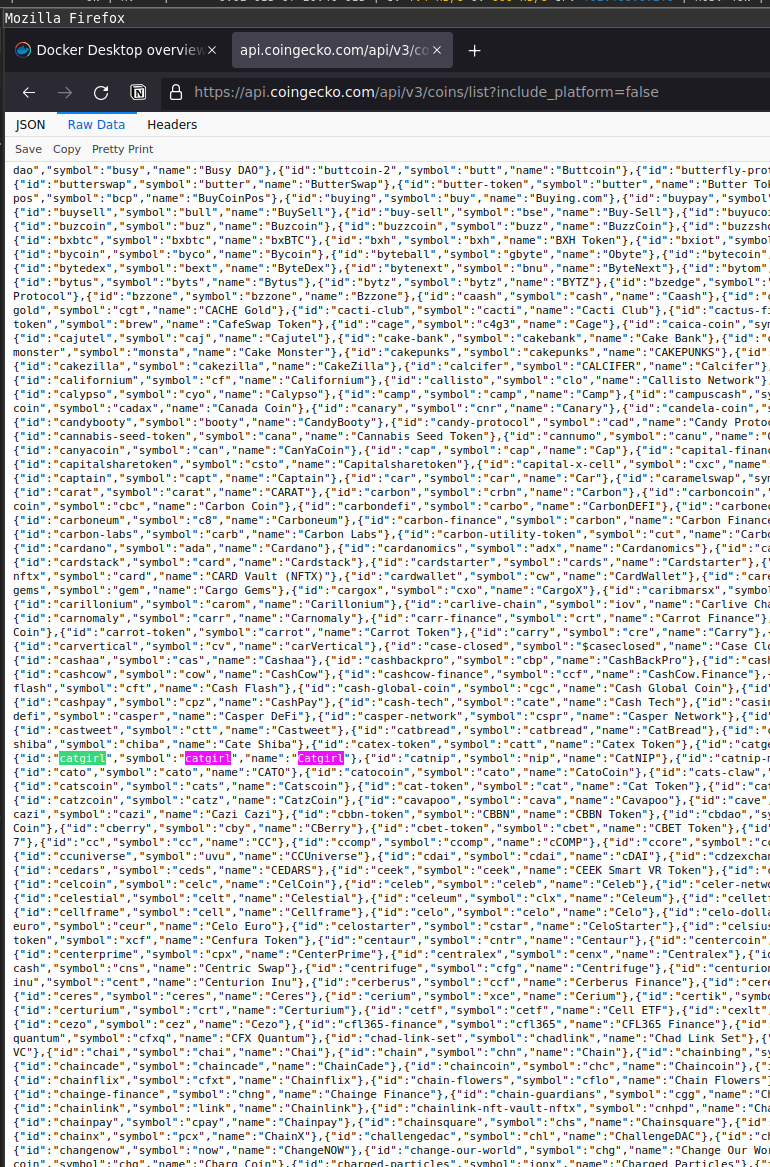 Mozilla Firefox
Docker Desktop overview
api.coingecko.com/api/v3/co
https://api.coingecko.com/api/v3/coins/list?include_platform=false
JSON Raw Data Headers
Save Copy Pretty Print
dao","symbol":"busy","name":"Busy DAO"},{"id":"buttcoin-2","symbol":"butt","name":"Buttcoin"},{"id":"butterfly-prot
{"id":"butterswap","symbol":"butter","name":"ButterSwap"},{"id":"butter-token","symbol":"butter","name":"Butter Tok
pos","symbol":"bcp","name":"BuyCoinPos"},{"id":"buying","symbol":"buy","name":"Buying.com"},{"id":"buypay","symbol"
{"id":"buysell","symbol":"bull","name":"BuySell"},{"id":"buy-sell","symbol":"bse","name":"Buy-Sell"},{"id":"buyuco
{"id":"buzcoin","symbol":"buz","name":"Buzcoin"},{"id":"buzzcoin","symbol":"buzz","name":"BuzzCoin"},{"id":"buzzsho
{"id":"bxbtc","symbol":"bxbtc","name":"bxBTC"},{"id":"bxh","symbol":"bxh","name":"BXH Token"},{"id":"bxiot","symbol
{"id":"bycoin","symbol":"byco","name":"Bycoin"},{"id":"byteball","symbol":"gbyte","name":"Obyte"},{"id":"bytecoin",
{"id":"bytedex","symbol":"bext","name":"ByteDex"},{"id":"bytenext","symbol":"bnu","name":"ByteNext"},{"id":"bytom",
{"id":"bytus","symbol":"byts","name":"Bytus"},{"id":"bytz","symbol":"bytz","name":"BYTZ"},{"id":"bzedge","symbol":"
Protocol"},{"id":"bzzone","symbol":"bzzone","name":"Bzzone"},{"id":"caash","symbol":"cash","name":"Caash"},{"id":"c
gold","symbol":"cgt","name":"CACHE Gold"},{"id":"cacti-club","symbol":"cacti","name":"Cacti Club"},{"id":"cactus-fi
token","symbol":"brew","name":"CafeSwap Token"},{"id":"cage","symbol":"c4g3","name":"Cage"},{"id":"caica-coin","sym
{"id":"cajutel","symbol":"caj","name":"Cajutel"},{"id":"cake-bank","symbol":"cakebank","name":"Cake Bank"},{"id":"c
monster","symbol":"monsta","name":"Cake Monster"},{"id":"cakepunks","symbol":"cakepunks","name":"CAKEPUNKS"},{"id":
{"id":"cakezilla","symbol":"cakezilla","name":"CakeZilla"},{"id":"calcifer","symbol":"CALCIFER","name":"Calcifer"},
{"id":"californium","symbol":"cf","name":"Californium"},{"id":"callisto","symbol":"clo","name":"Callisto Network"},
{"id":"calypso","symbol":"cyo","name":"Calypso"},{"id":"camp","symbol":"camp","name":"Camp"},{"id":"campuscash","sy
coin","symbol":"cadax","name":"Canada Coin"},{"id":"canary","symbol":"cnr","name":"Canary"},{"id":"candela-coin","s
{"id":"candybooty","symbol":"booty","name":"CandyBooty"},{"id":"candy-protocol","symbol":"cad","name":"Candy Protoc
{"id":"cannabis-seed-token","symbol":"cana","name":"Cannabis Seed Token"},{"id":"cannumo","symbol":"canu","name":"C
{"id":"canyacoin","symbol":"can","name":"CanYaCoin"},{"id":"cap","symbol":"cap","name":"Cap"},{"id":"capital-financ
{"id":"capitalsharetoken","symbol":"csto","name":"Capitalsharetoken"},{"id":"capital-x-cell","symbol":"cxc","name":
{"id":"captain","symbol":"capt","name":"Captain"},{"id":"car","symbol":"car","name":"Car"},{"id":"caramelswap","sym
{"id":"carat","symbol":"carat","name":"CARAT"},{"id":"carbon","symbol":"crbn","name":"Carbon"},{"id":"carboncoin",
coin","symbol":"cbc","name":"Carbon Coin"},{"id":"carbondefi","symbol":"carbo","name":"CarbonDEFI"},{"id":"carboneo
{"id":"carboneum","symbol":"c8","name":"Carboneum"},{"id":"carbon-finance","symbol":"carbon","name":"Carbon Finance
{"id":"carbon-labs","symbol":"carb","name":"Carbon Labs"},{"id":"carbon-utility-token","symbol":"cut","name":"Carbo
{"id":"cardano","symbol":"ada","name":"Cardano"},{"id":"cardanomics","symbol":"adx","name":"Cardanomics"},{"id":"ca
{"id":"cardstack","symbol":"card","name":"Cardstack"},{"id":"cardstarter","symbol":"cards","name":"Cardstarter"},{"
nftx","symbol":"card","name":"CARD Vault (NFTX)"},{"id":"cardwallet","symbol":"cw","name":"CardWallet"},{"id":"care
gems","symbol":"gem","name":"Cargo Gems"},{"id":"cargox","symbol":"cxo","name":"CargoX"},{"id":"caribmarsx","symbol
{"id":"carillonium","symbol":"carom","name":"Carillonium"},{"id":"carlive-chain","symbol":"iov","name":"Carlive Cha
{"id":"carnomaly","symbol":"carr","name":"Carnomaly"},{"id":"carr-finance","symbol":"crt","name":"Carrot Finance"},
Coin"},{"id":"carrot-token","symbol":"carrot","name":"Carrot Token"},{"id":"carry","symbol":"cre","name":"Carry"},
{"id":"carvertical","symbol":"cv","name":"carVertical"},{"id":"case-closed","symbol":"$caseclosed","name":"Case Clo
{"id":"cashaa","symbol":"cas","name":"Cashaa"},{"id":"cashbackpro","symbol":"cbp","name":"CashBackPro"},{"id":"cash
{"id":"cashcow","symbol":"cow","name":"CashCow"},{"id":"cashcow-finance","symbol":"ccf","name":"CashCow.Finance"},
flash","symbol":"cft","name":"Cash Flash"},{"id":"cash-global-coin","symbol":"cgc","name":"Cash Global Coin"},{"id"
{"id":"cashpay","symbol":"cpz","name":"CashPay"},{"id":"cash-tech","symbol":"cate","name":"Cash Tech"},{"id":"casin
defi","symbol":"casper","name":"Casper DeFi"},{"id":"casper-network","symbol":"cspr","name":"Casper Network"},{"id"
{"id":"castweet","symbol":"ctt","name":"Castweet"},{"id":"catbread","symbol":"catbread","name":"CatBread"},{"id":"c
shiba","symbol":"chiba","name":"Cate Shiba"},{"id":"catex-token","symbol":"catt","name":"Catex Token"},{"id":"catge
{"id":"catgirl","symbol":"catgirl","name":"Catgirl"},{"id":"catnip","symbol":"nip","name":"CatNIP"},{"id":"catnip-m
{"id":"cato","symbol":"cato","name":"CATO"},{"id":"catocoin","symbol":"cato","name":"CatoCoin"},{"id":"cats-claw","
{"id":"catscoin","symbol":"cats","name":"Catscoin"},{"id":"cat-token","symbol":"cat","name":"Cat Token"},{"id":"cat
{"id":"catzcoin","symbol":"catz","name":"CatzCoin"},{"id":"cavapoo","symbol":"cava","name":"Cavapoo"},{"id":"cave",
cazi","symbol":"cazi","name":"Cazi Cazi"},{"id":"cbbn-token","symbol":"CBBN","name":"CBBN Token"},{"id":"cbdao","sy
Coin"},{"id":"cberry","symbol":"cby","name":"CBerry"},{"id":"cbet-token","symbol":"cbet","name":"CBET Token"},{"id"
7"},{"id":"cc","symbol":"cc","name":"CC"},{"id":"ccomp","symbol":"ccomp","name":"cCOMP"},{"id":"ccore","symbol":"cc
{"id":"ccuniverse","symbol":"uvu","name":"CCUniverse"},{"id":"cdai","symbol":"cdai","name":"cDAI"},{"id":"cdzexchan
{"id":"cedars","symbol":"ceds","name":"CEDARS"},{"id":"ceek","symbol":"ceek","name":"CEEK Smart VR Token"},{"id":"c
{"id":"celcoin","symbol":"celc","name":"CelCoin"},{"id":"celeb","symbol":"celeb","name":"Celeb"},{"id":"celer-netwo
{"id":"celestial","symbol":"celt","name":"Celestial"},{"id":"celeum","symbol":"clx","name":"Celeum"},{"id":"cellett
{"id":"cellframe","symbol":"cell","name":"Cellframe"},{"id":"celo","symbol":"celo","name":"Celo"},{"id":"celo-dolla
euro","symbol":"ceur","name":"Celo Euro"},{"id":"celostarter","symbol":"cstar","name":"CeloStarter"},{"id":"celsius
token","symbol":"xcf","name":"Cenfura Token"},{"id":"centaur","symbol":"cntr","name":"Centaur"},{"id":"centercoin",
{"id":"centerprime","symbol":"cpx","name":"CenterPrime"},{"id":"centralex","symbol":"cenx","name":"Centralex"},{"id
cash","symbol":"cns","name":"Centric Swap"},{"id":"centrifuge","symbol":"cfg","name":"Centrifuge"},{"id":"centurion
inu","symbol":"cent","name":"Centurion Inu"},{"id":"cerberus","symbol":"ccf","name":"Cerberus Finance"},{"id":"cere
{"id":"ceres","symbol":"ceres","name":"Ceres"},{"id":"cerium","symbol":"xce","name":"Cerium"},{"id":"certik","symbo
{"id":"certurium","symbol":"crt","name":"Certurium"},{"id":"cetf","symbol":"cetf","name":"Cell ETF"},{"id":"cexlt",
{"id":"cezo","symbol":"cez","name":"Cezo"},{"id":"cfl365-finance","symbol":"cfl365","name":"CFL365 Finance"},{"id":
quantum","symbol":"cfxq","name":"CFX Quantum"},{"id":"chad-link-set","symbol":"chadlink","name":"Chad Link Set"},{"
VC"},{"id":"chai","symbol":"chai","name":"Chai"},{"id":"chain","symbol":"chn","name":"Chain"},{"id":"chainbing","sy
{"id":"chaincade","symbol":"chaincade","name":"ChainCade"},{"id":"chaincoin","symbol":"chc","name":"Chaincoin"},{"i
{"id":"chainflix","symbol":"cfxt","name":"Chainflix"},{"id":"chain-flowers","symbol":"cflo","name":"Chain Flowers"}
{"id":"chainge-finance","symbol":"chng","name":"Chainge Finance"},{"id":"chain-guardians","symbol":"cgg","name":"Ch
{"id":"chainlink","symbol":"link","name":"Chainlink"},{"id":"chainlink-nft-vault-nftx","symbol":"cnhpd","name":"Cha
{"id":"chainpay","symbol":"cpay","name":"Chainpay"},{"id":"chainsquare","symbol":"chs","name":"Chainsquare"},{"id":
{"id":"chainx","symbol":"pcx","name":"ChainX"},{"id":"challengedac","symbol":"chl","name":"ChallengeDAC"},{"id":"ch
{"id":"changenow","symbol":"now","name":"ChangeNOW"},{"id":"change-our-world","symbol":"chg","name":"Change Our Wor
coin","symbol":"chg","name":"Charg Coin"},{"id":"charged-particles","symbol":"ionx","name":"Charged Particles"},{"i